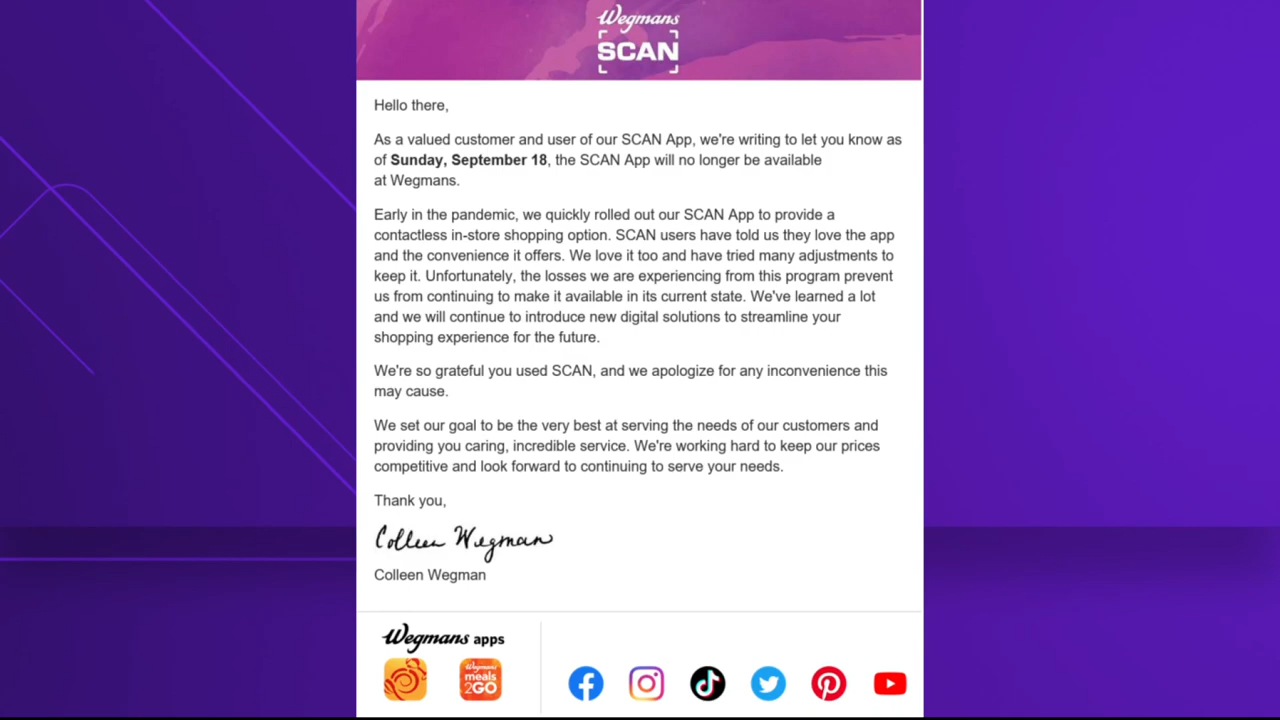 Wegmans
SCAN
Hello there,
As a valued customer and user of our SCAN App, we're writing to let you know as
of Sunday, September 18, the SCAN App will no longer be available
at Wegmans.
Early in the pandemic, we quickly rolled out our SCAN App to provide a
contactless in-store shopping option. SCAN users have told us they love the app
and the convenience it offers. We love it too and have tried many adjustments to
keep it. Unfortunately, the losses we are experiencing from this program prevent
us from continuing to make it available in its current state. We've learned a lot
and we will continue to introduce new digital solutions to streamline your
shopping experience for the future.
We're so grateful you used SCAN, and we apologize for any inconvenience this
may cause.
We set our goal to be the very best at serving the needs of our customers and
providing you caring, incredible service. We're working hard to keep our prices
competitive and look forward to continuing to serve your needs.
Thank you,
Colleen Wegman
Colleen Wegman
Wegmans apps
Wegmans
meals
2GO